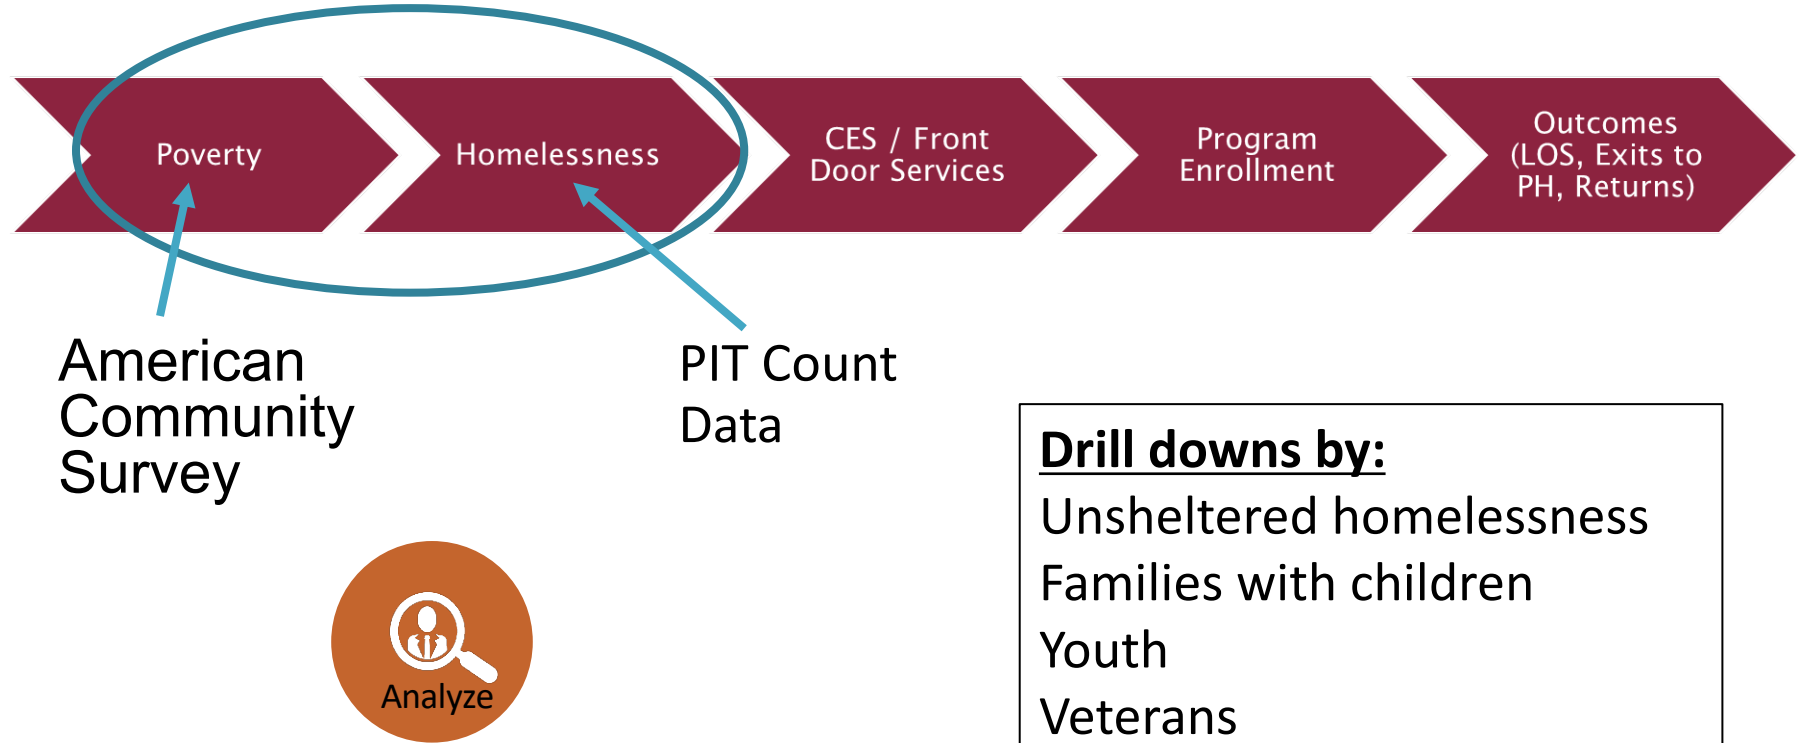 Poverty
Homelessness
CES / Front
Door Services
Program
Enrollment
Outcomes
(LOS, Exits to
PH, Returns)
American
Community
Survey
PIT Count
Data
Analyze
Drill downs by:
Unsheltered homelessness
Families with children
Youth
Veterans